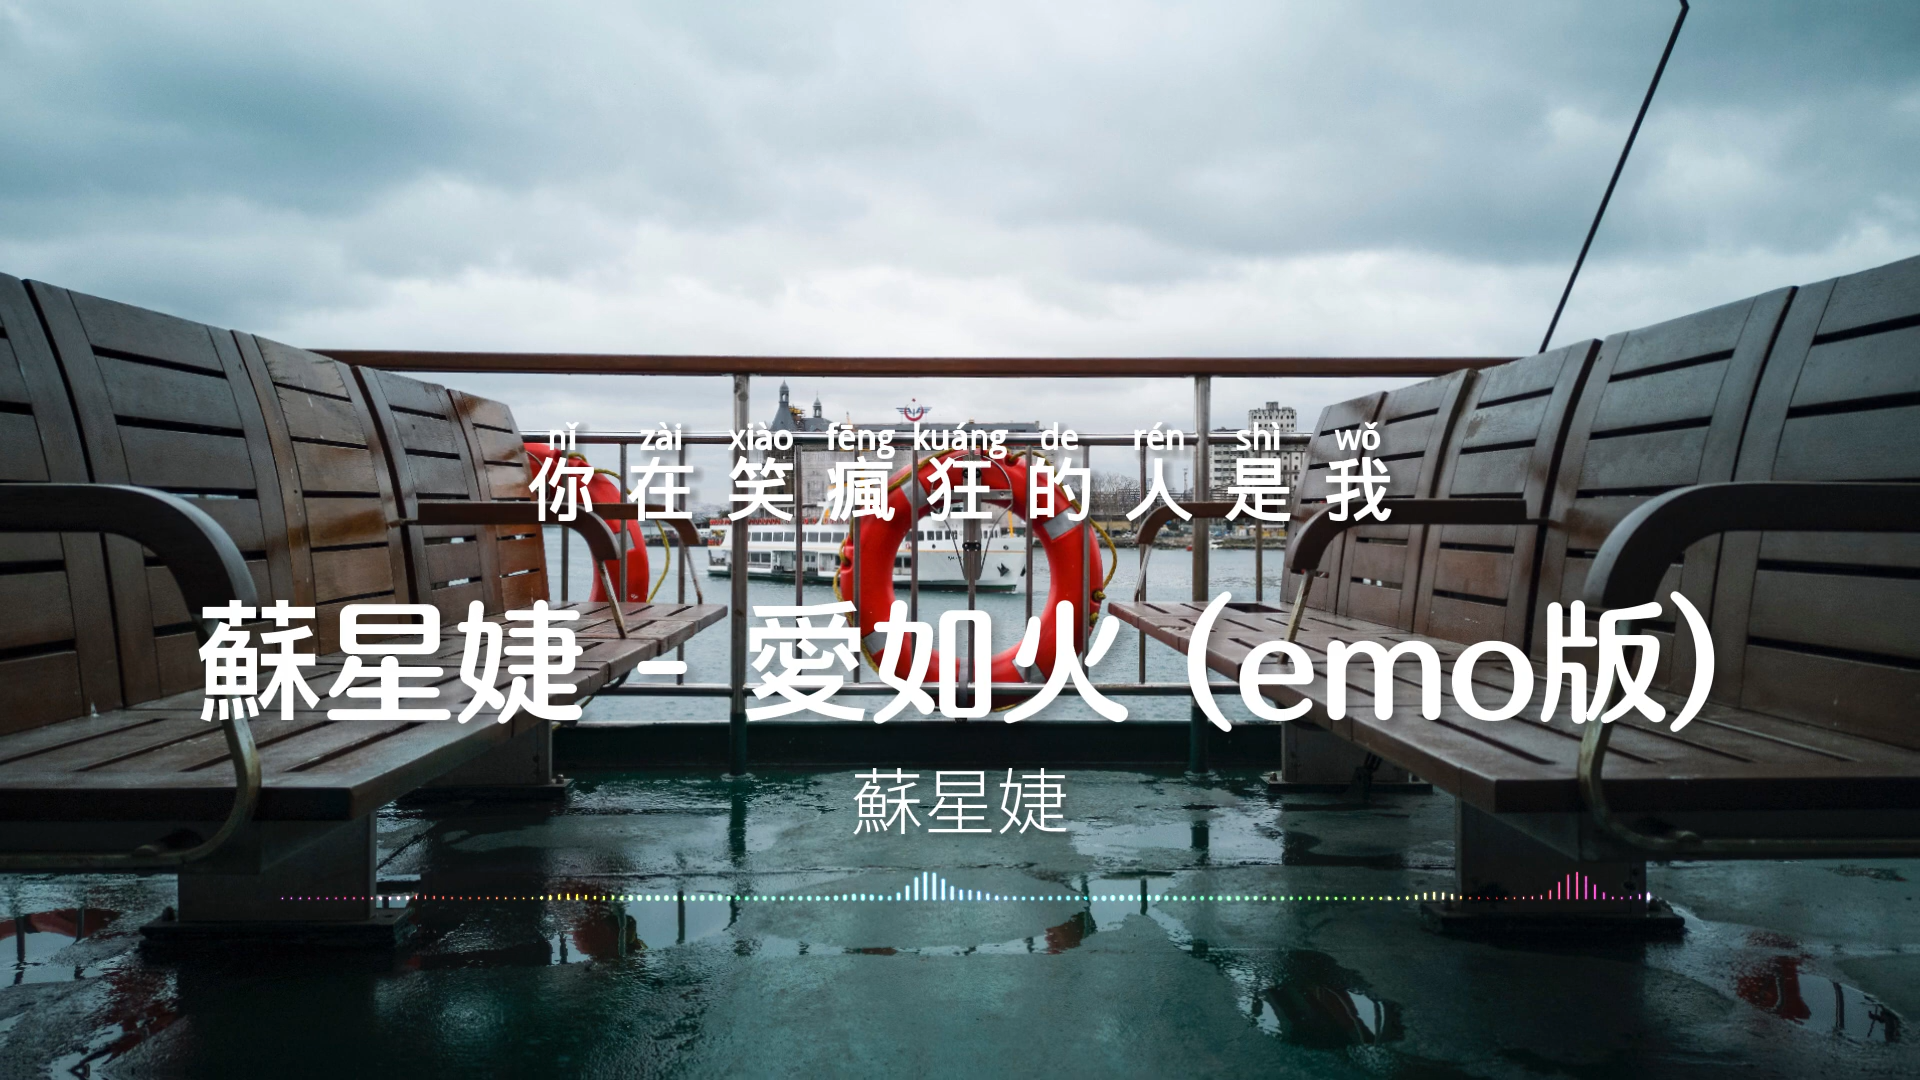 nǐ zài xiào fēng kuáng de rén shì wǒ
你在笑瘋狂的人是我
蘇星婕 - 愛如火 (emo版)
蘇星婕